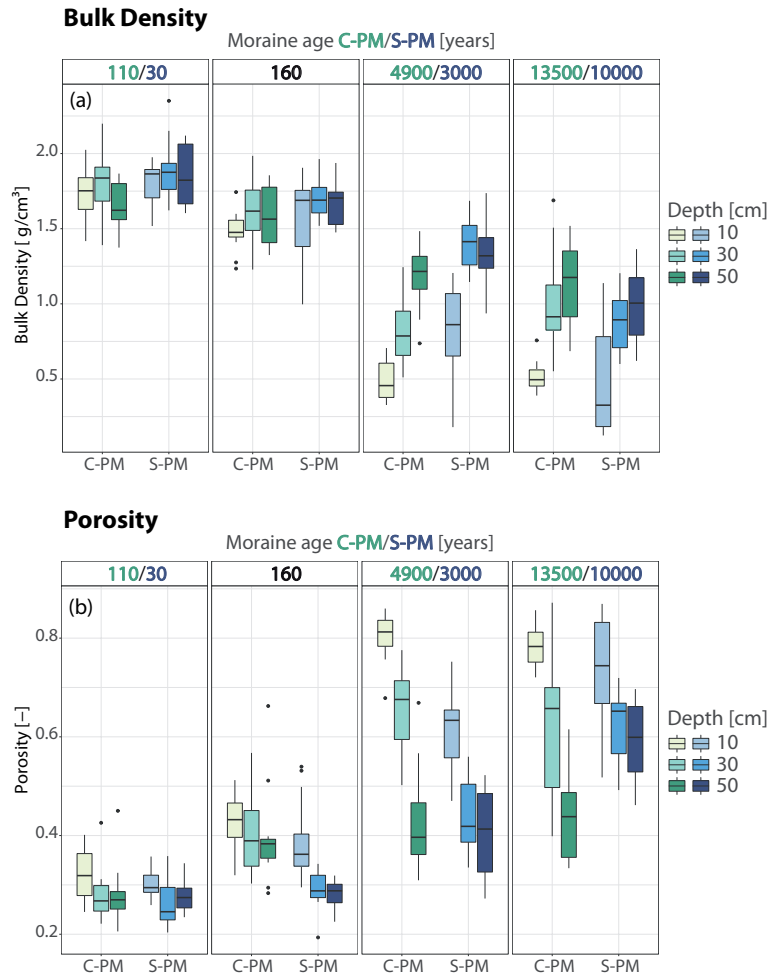 Bulk Density
Moraine age C-PM/S-PM [years]
110/30 160 4900/3000 13500/10000
(a)
2.0
1.5
1.0
0.5
Bulk Density [ g/cm³]
C-PM S-PM C-PM S-PM C-PM S-PM C-PM S-PM
Depth [cm]
10
30
50
Porosity
Moraine age C-PM/S-PM [years]
110/30 160 4900/3000 13500/10000
(b)
0.8
0.6
0.4
0.2
Porosity [–]
C-PM S-PM C-PM S-PM C-PM S-PM C-PM S-PM
Depth [cm]
10
30
50